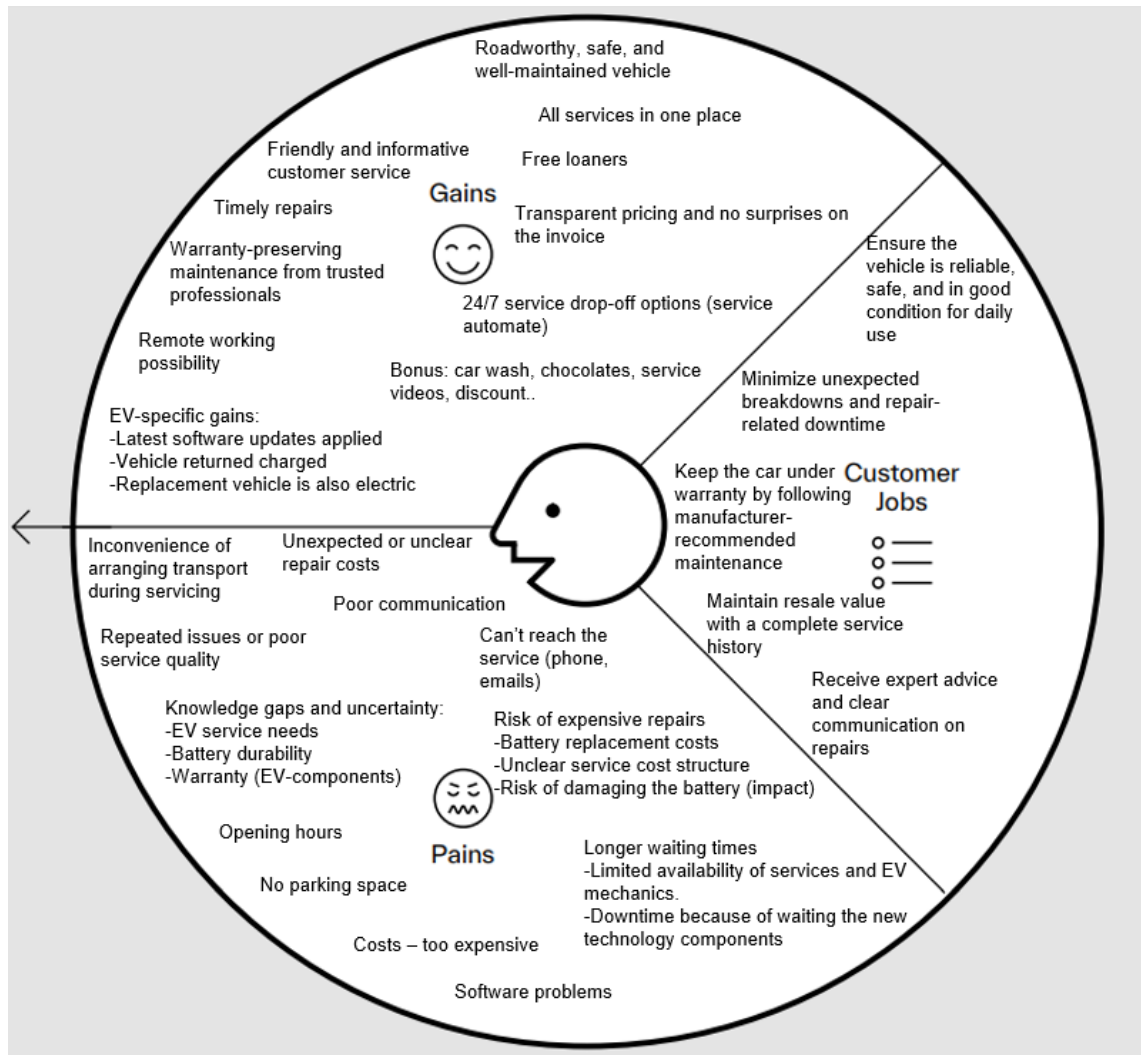 Roadworthy, safe, and
well-maintained vehicle
All services in one place
Friendly and informative
customer service
Free loaners
Gains
Timely repairs
Transparent pricing and no surprises on
the invoice
Warranty-preserving
maintenance from trusted
professionals
24/7 service drop-off options (service
automate)
Remote working
possibility
Bonus: car wash, chocolates, service
videos, discount..
EV-specific gains:
-Latest software updates applied
-Vehicle returned charged
-Replacement vehicle is also electric
Ensure the
vehicle is reliable,
safe, and in good
condition for daily
use
Minimize unexpected
breakdowns and repair-
related downtime
Keep the car under
warranty by following
manufacturer-
recommended
maintenance
Customer
Jobs
Maintain resale value
with a complete service
history
Receive expert advice
and clear
communication on
repairs
Inconvenience of
arranging transport
during servicing
Unexpected or unclear
repair costs
Poor communication
Repeated issues or poor
service quality
Can't reach the
service (phone,
emails)
Knowledge gaps and uncertainty:
-EV service needs
-Battery durability
-Warranty (EV-components)
Risk of expensive repairs
-Battery replacement costs
-Unclear service cost structure
-Risk of damaging the battery (impact)
Pains
Opening hours
No parking space
Longer waiting times
-Limited availability of services and EV
mechanics.
-Downtime because of waiting the new
technology components
Costs – too expensive
Software problems